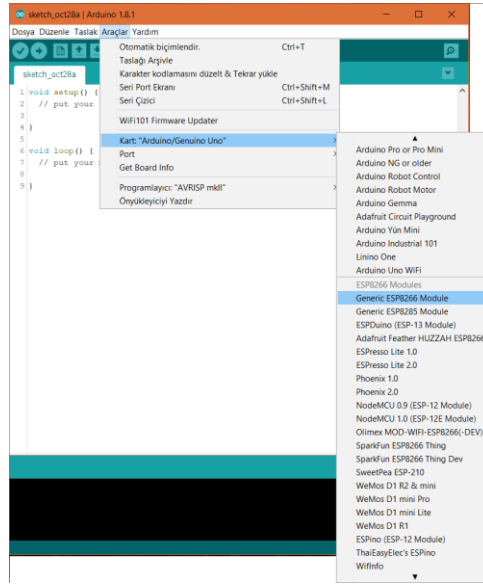 sketch_oct28a | Arduino 1.8.1
Dosya Düzenle Taslak Araçlar Yardım
sketch_oct28a
1 void setup() {
2 // put your
3
4 }
5
6 void loop() {
7 // put your
8
9 }
Otomatik biçimlendir. Ctrl+T
Taslağı Arşivle
Karakter kodlamasını düzelt & Tekrar yükle
Seri Port Ekranı Ctrl+Shift+M
Seri Çizici Ctrl+Shift+L
WiFi101 Firmware Updater
Kart: "Arduino/Genuino Uno"
Port
Get Board Info
Programlayıcı: "AVRISP mkII"
Önyükleyiciyi Yazdır
Arduino Pro or Pro Mini
Arduino NG or older
Arduino Robot Control
Arduino Robot Motor
Arduino Gemma
Adafruit Circuit Playground
Arduino Yún Mini
Arduino Industrial 101
Linino One
Arduino Uno WiFi
ESP8266 Modules
Generic ESP8266 Module
Generic ESP8285 Module
ESPDuino (ESP-13 Module)
Adafruit Feather HUZZAH ESP8266
ESPresso Lite 1.0
ESPresso Lite 2.0
Phoenix 1.0
Phoenix 2.0
NodeMCU 0.9 (ESP-12 Module)
NodeMCU 1.0 (ESP-12E Module)
Olimex MOD-WIFI-ESP8266(-DEV)
SparkFun ESP8266 Thing
SparkFun ESP8266 Thing Dev
SweetPea ESP-210
WeMos D1 R2 & mini
WeMos D1 mini Pro
WeMos D1 mini Lite
WeMos D1 R1
ESPino (ESP-12 Module)
ThaiEasyElec's ESPino
WifInfo